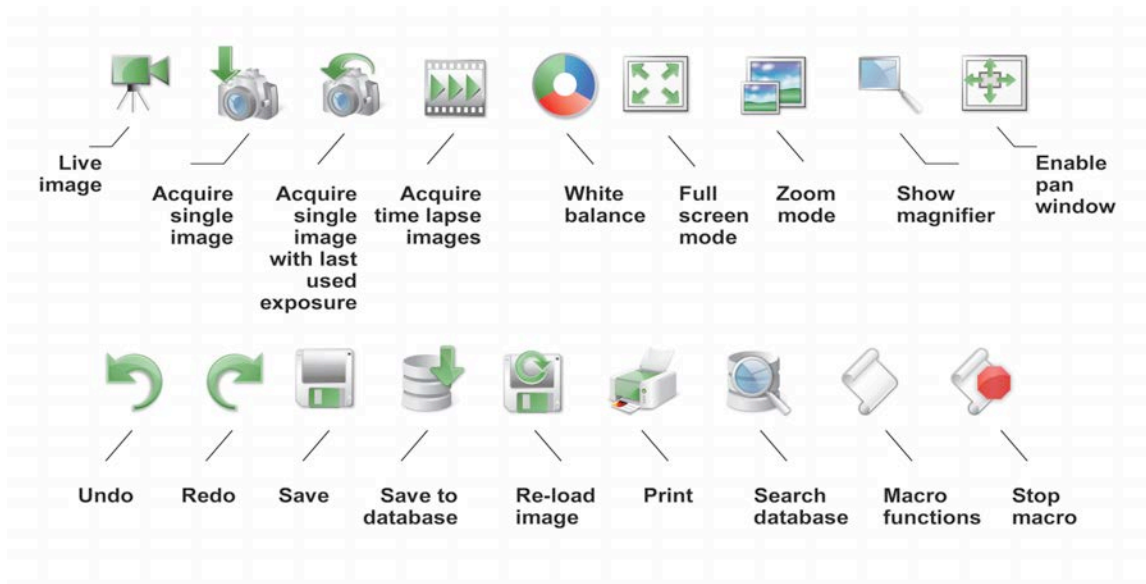 Live
image
Acquire
single
image
Acquire
single
image
with last
used
exposure
Acquire
time lapse
images
White
balance
Full
screen
mode
Zoom
mode
Show
magnifier
Enable
pan
window
Undo
Redo
Save
Save to
database
Re-load
image
Print
Search
database
Macro
functions
Stop
macro